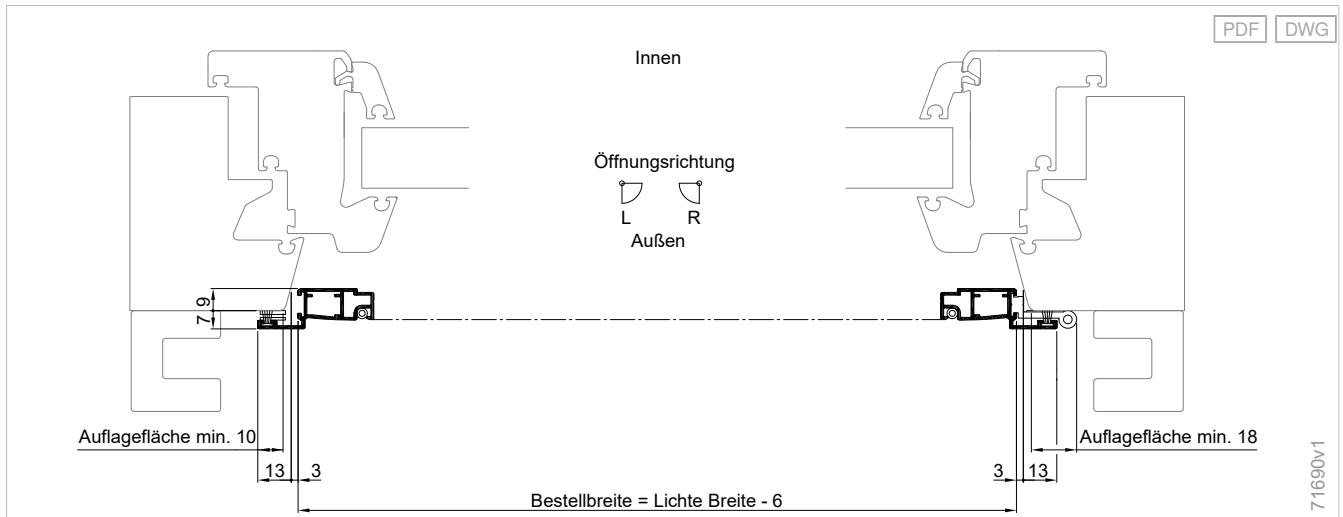 PDF DWG
Innen
Öffnungsrichtung
L R
Außen
9
7
Auflagefläche min. 10
Auflagefläche min. 18
13 3
3 13
Bestellbreite = Lichte Breite - 6
71690v1